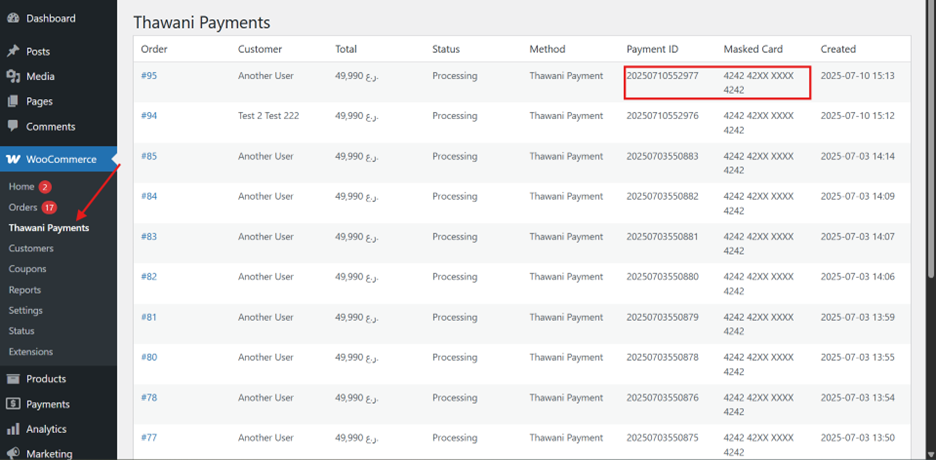 Dashboard
Posts
Media
Pages
Comments
WooCommerce
Home 2
Orders 17
Thawani Payments
Customers
Coupons
Reports
Settings
Status
Extensions
Products
Payments
Analytics
Marketing
Thawani Payments
Order Customer Total Status Method Payment ID Masked Card Created
#95 Another User 49,990 ر.ع. Processing Thawani Payment 20250710552977 4242 42XX XXXX 2025-07-10 15:13
4242
#94 Test 2 Test 222 49,990 ر.ع. Processing Thawani Payment 20250710552976 4242 42XX XXXX 2025-07-10 15:12
4242
#85 Another User 49,990 ر.ع. Processing Thawani Payment 20250703550883 4242 42XX XXXX 2025-07-03 14:14
4242
#84 Another User 49,990 ر.ع. Processing Thawani Payment 20250703550882 4242 42XX XXXX 2025-07-03 14:09
4242
#83 Another User 49,990 ر.ع. Processing Thawani Payment 20250703550881 4242 42XX XXXX 2025-07-03 14:07
4242
#82 Another User 49,990 ر.ع. Processing Thawani Payment 20250703550880 4242 42XX XXXX 2025-07-03 14:06
4242
#81 Another User 49,990 ر.ع. Processing Thawani Payment 20250703550879 4242 42XX XXXX 2025-07-03 13:59
4242
#80 Another User 49,990 ر.ع. Processing Thawani Payment 20250703550878 4242 42XX XXXX 2025-07-03 13:55
4242
#78 Another User 49,990 ر.ع. Processing Thawani Payment 20250703550876 4242 42XX XXXX 2025-07-03 13:54
4242
#77 Another User 49,990 ر.ع. Processing Thawani Payment 20250703550875 4242 42XX XXXX 2025-07-03 13:50
4242